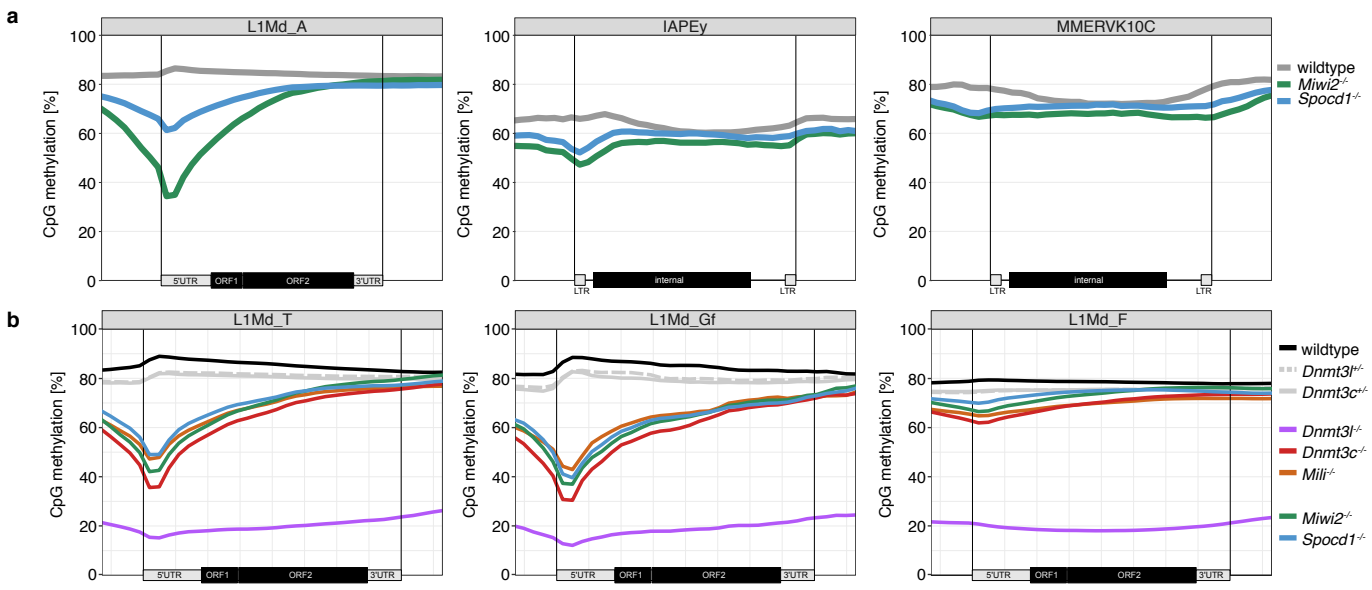 a
L1Md_A
IAPEy
MMERVK10C
CpG methylation [%]
100
80
60
40
20
0
5'UTR
ORF1
ORF2
3'UTR
CpG methylation [%]
100
80
60
40
20
0
LTR
internal
LTR
CpG methylation [%]
100
80
60
40
20
0
LTR
internal
LTR
wildtype
Miwi2-/-
Spocd1-/-
b
L1Md_T
L1Md_Gf
L1Md_F
CpG methylation [%]
100
80
60
40
20
0
5'UTR
ORF1
ORF2
3'UTR
CpG methylation [%]
100
80
60
40
20
0
5'UTR
ORF1
ORF2
3'UTR
CpG methylation [%]
100
80
60
40
20
0
5'UTR
ORF1
ORF2
3'UTR
wildtype
Dnmt3l+/-
Dnmt3c+/-
Dnmt3l-/-
Dnmt3c-/-
Mili-/-
Miwi2-/-
Spocd1-/-